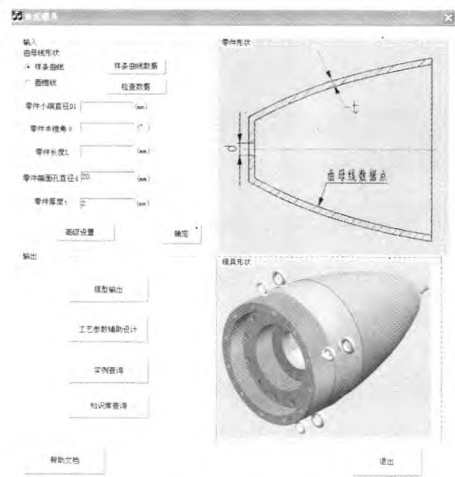 输入
曲母线形状
样条曲线
样条曲线数据
圆锥线
检查数据
零件小端直径D1 (mm)
零件半锥角θ (°)
零件长度L (mm)
零件端面孔直径d 20 (mm)
零件厚度t 2 (mm)
高级设置
确定
输出
模型输出
工艺参数辅助设计
实例查询
知识库查询
帮助文档
退出
零件形状
t
d
曲母线数据点
模具形状